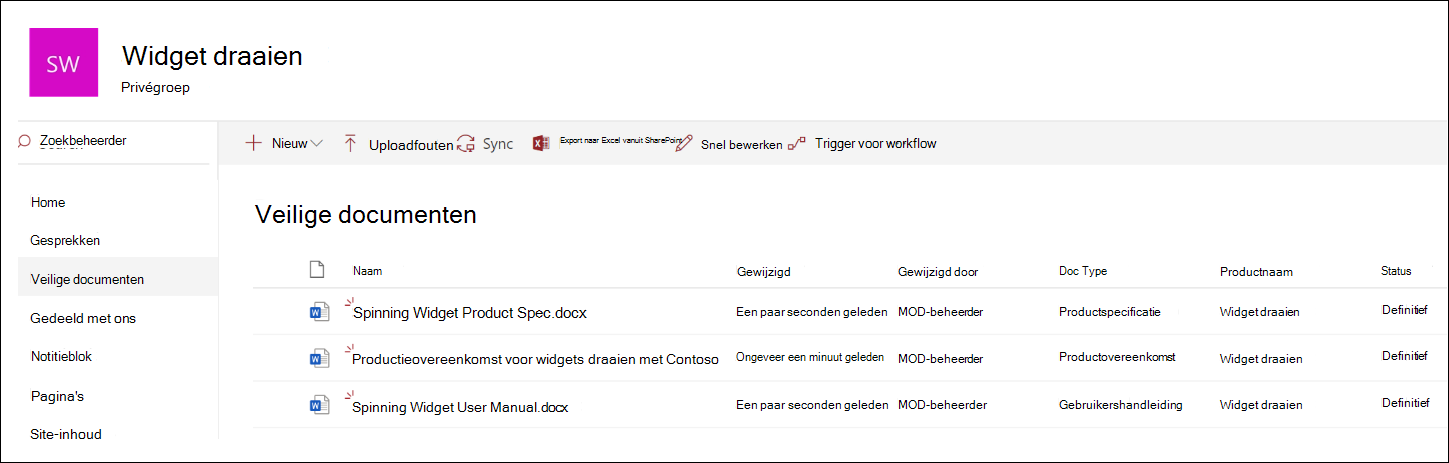 SW
Widget draaien
Privégroep
Zoekbeheerder
Nieuw
Uploadfouten
Sync
Export naar Excel vanuit SharePoint
Snel bewerken
Trigger voor workflow
Home
Gesprekken
Veilige documenten
Gedeeld met ons
Notitieblok
Pagina's
Site-inhoud
Veilige documenten
Naam Gewijzigd Gewijzigd door Doc Type Productnaam Status
Spinning Widget Product Spec.docx Een paar seconden geleden MOD-beheerder Productspecificatie Widget draaien Definitief
Productieovereenkomst voor widgets draaien met Contoso Ongeveer een minuut geleden MOD-beheerder Productovereenkomst Widget draaien Definitief
Spinning Widget User Manual.docx Een paar seconden geleden MOD-beheerder Gebruikershandleiding Widget draaien Definitief